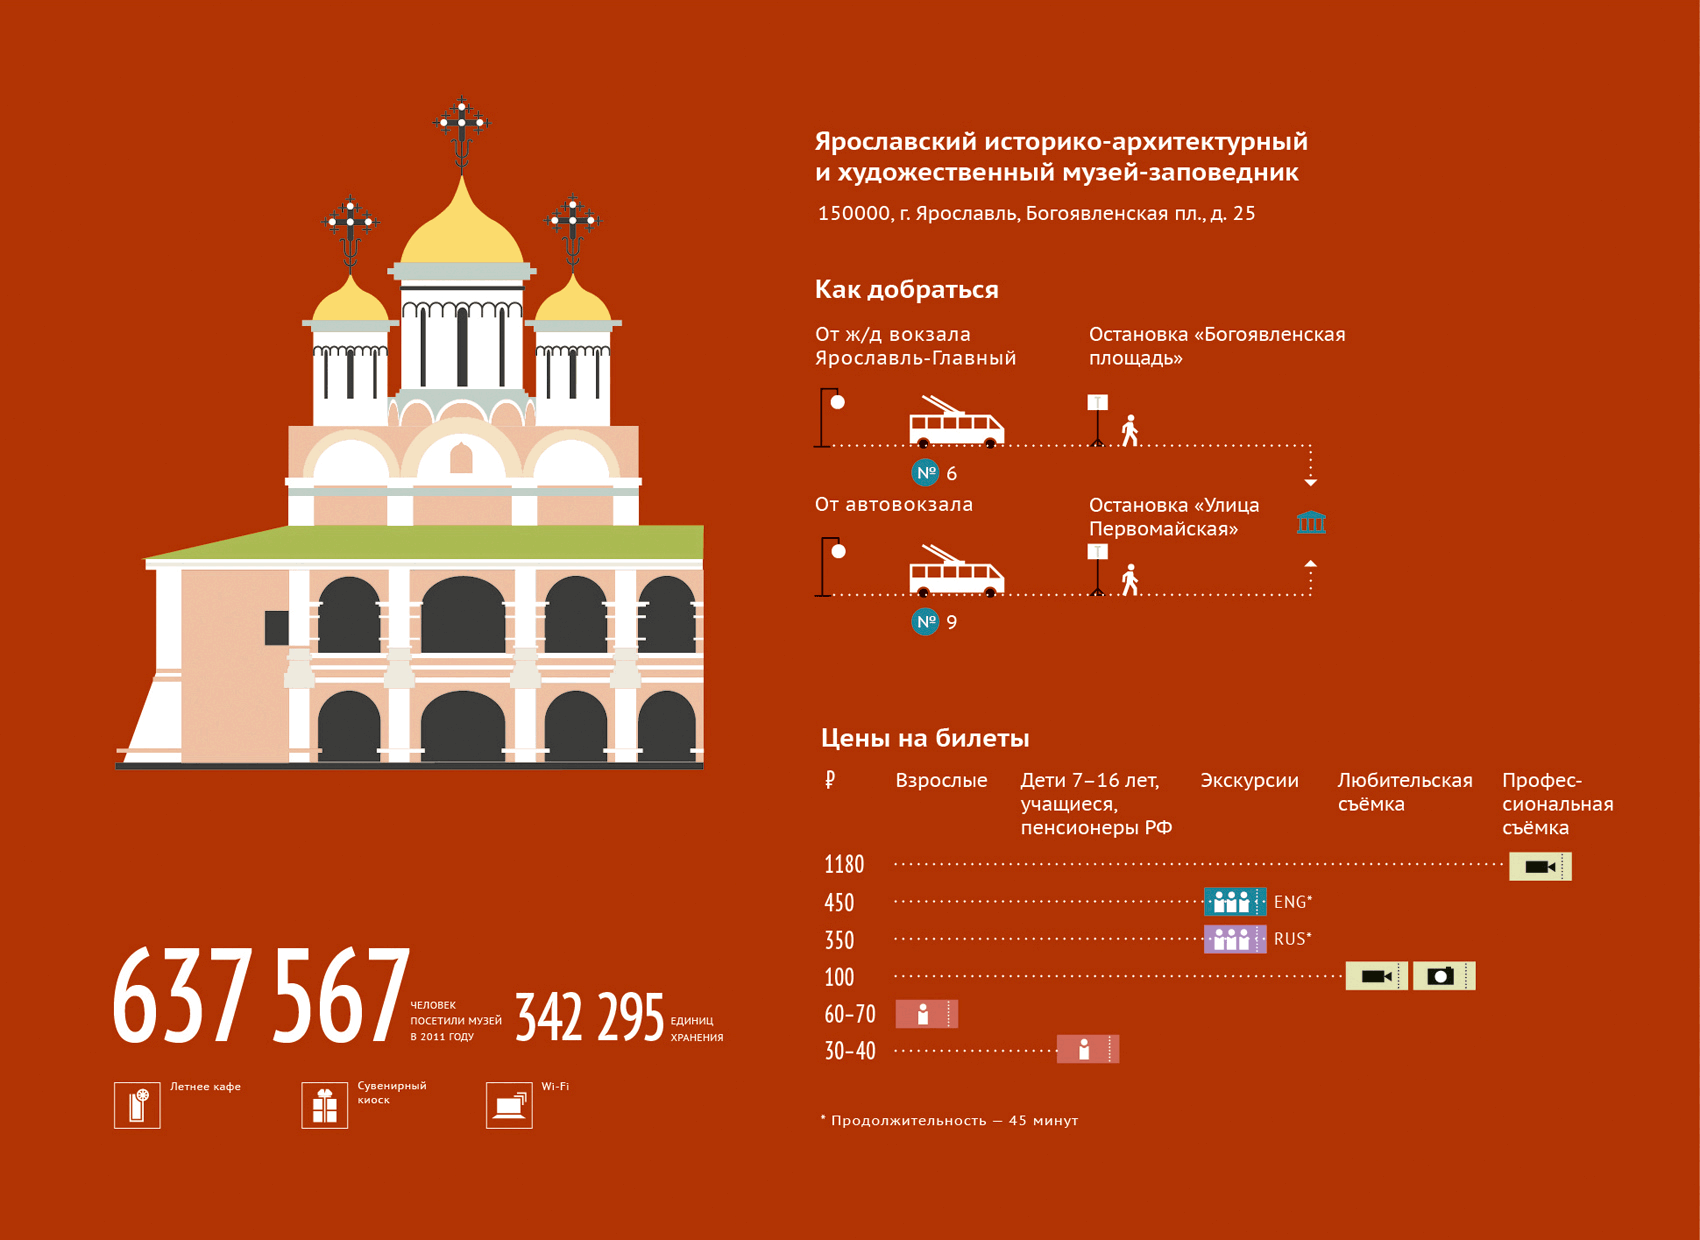 Ярославский историко-архитектурный
и художественный музей-заповедник
150000, г. Ярославль, Богоявленская пл., д. 25
Как добраться
От ж/д вокзала
Ярославль-Главный
Остановка «Богоявленская
площадь»
№ 6
От автовокзала
Остановка «Улица
Первомайская»
№ 9
Цены на билеты
₽
Взрослые
Дети 7–16 лет,
учащиеся,
пенсионеры РФ
Экскурсии
Любительская
съёмка
Профес-
сиональная
съёмка
1180
450
ENG*
350
RUS*
100
60–70
30–40
* Продолжительность — 45 минут
637 567
человек
посетили музей
в 2011 году
342 295
единиц
хранения
Летнее кафе
Сувенирный
киоск
Wi-Fi